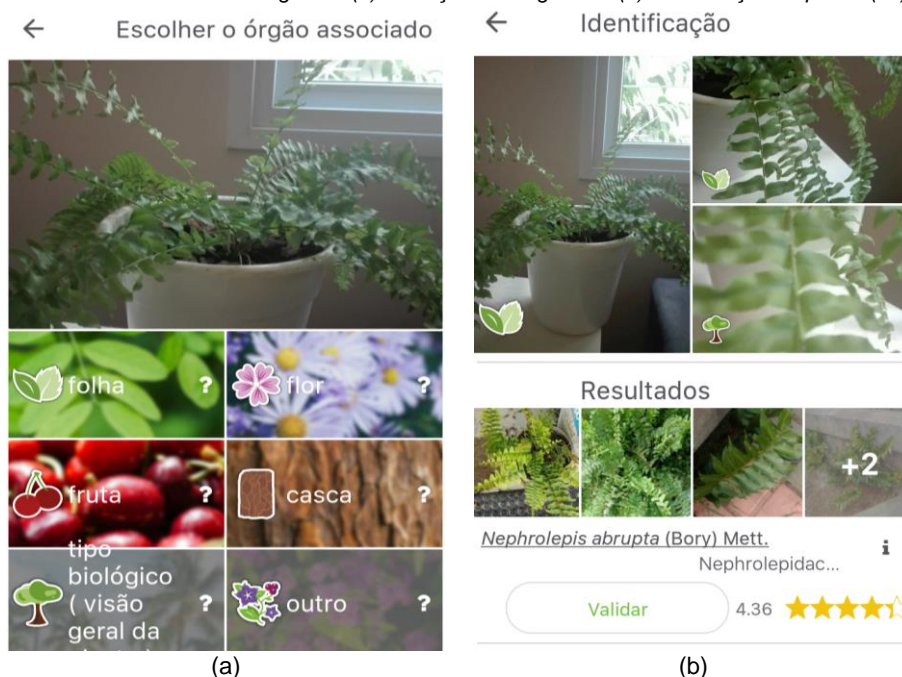 Escolher o órgão associado
folha ?
flor ?
fruta ?
casca ?
tipo
biológico
( visão
geral da
?
outro ?
(a)
Identificação
Resultados
+2
Nephrolepis abrupta (Bory) Mett.
i
Nephrolepidac...
Validar
4.36
(b)